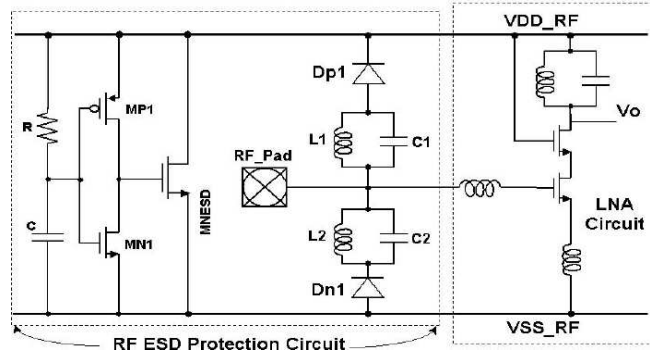 VDD_RF
Dp1
MP1
R
L1
C1
Vo
RF_Pad
MNESD
LNA
Circuit
C
MN1
L2
C2
Dn1
VSS_RF
RF ESD Protection Circuit